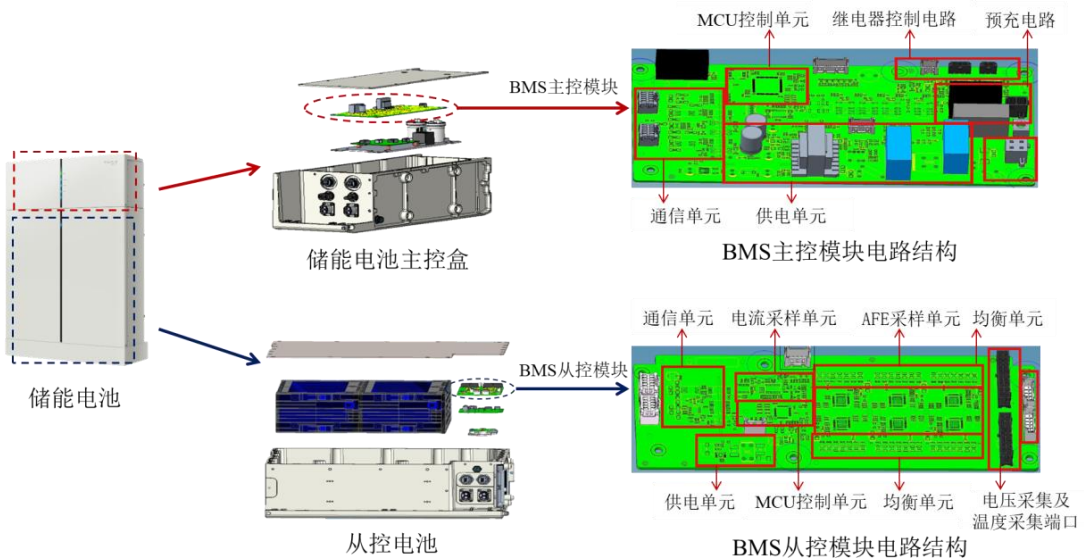 MCU控制单元
继电器控制电路
预充电路
BMS主控模块
通信单元
供电单元
储能电池主控盒
BMS主控模块电路结构
通信单元
电流采样单元
AFE采样单元
均衡单元
BMS从控模块
储能电池
供电单元
MCU控制单元
均衡单元
电压采集及
温度采集端口
从控电池
BMS从控模块电路结构